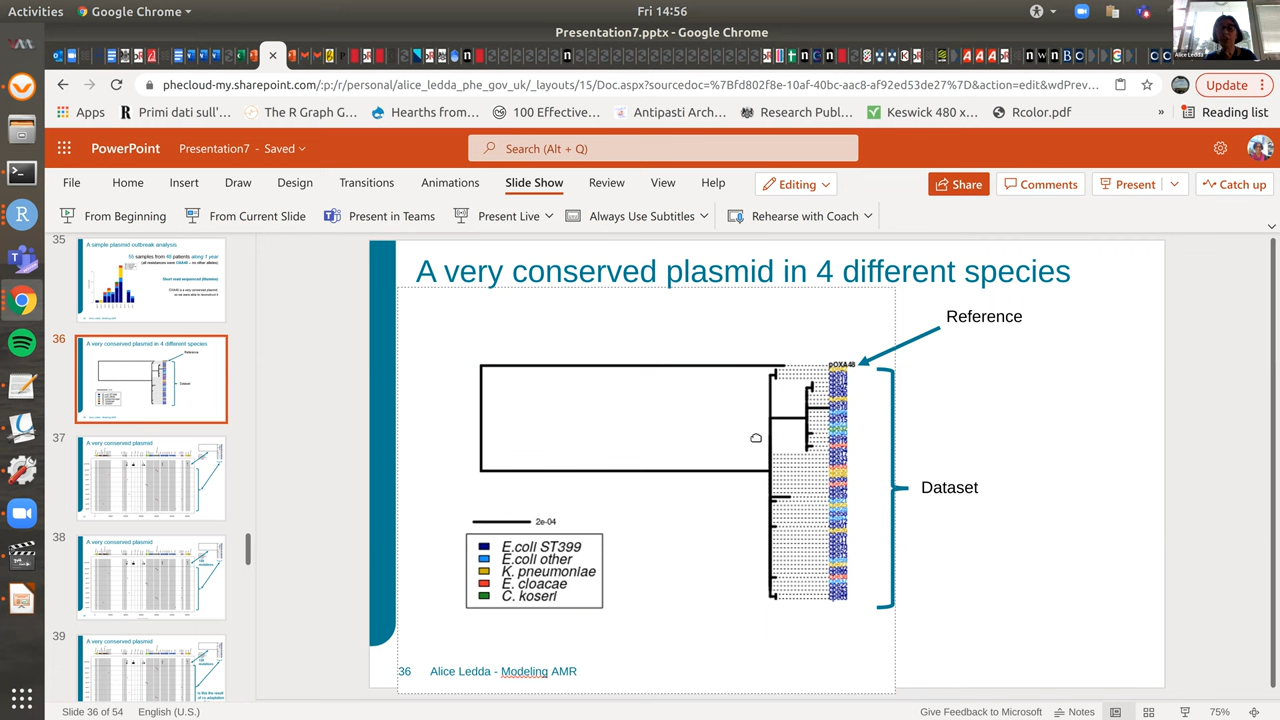 Activities
Google Chrome
Fri 14:56
Presentation7.pptx - Google Chrome
Alice Ledda
phecloud-my.sharepoint.com/:p:/r/personal/alice_ledda_phe_gov_uk/_layouts/15/Doc.aspx?sourcedoc=%7Bfd802f8e-10af-40bc-aac8-af92ed53de27%7D&action=edit&wdPrev...
Update
Apps
Primi dati sull'...
The R Graph G...
Hearths from...
100 Effective...
Antipasti Arch...
Research Publ...
Keswick 480 x...
Rcolor.pdf
»
Reading list
PowerPoint
Presentation7 - Saved
Search (Alt + Q)
File Home Insert Draw Design Transitions Animations Slide Show Review View Help
Editing
Share
Comments
Present
Catch up
From Beginning
From Current Slide
Present in Teams
Present Live
Always Use Subtitles
Rehearse with Coach
35
A simple plasmid outbreak analysis
along 1 year
36
A very conserved plasmid in 4 different species
Reference
Dataset
37
A very conserved plasmid
38
A very conserved plasmid
39
A very conserved plasmid
A very conserved plasmid in 4 different species
Reference
pOXA48
Dataset
2e-04
E.coli ST399
E.coli other
K. pneumoniae
E. cloacae
C. koseri
36 Alice Ledda - Modeling AMR
Slide 36 of 54
English (U.S.)
Give Feedback to Microsoft
Notes
75%